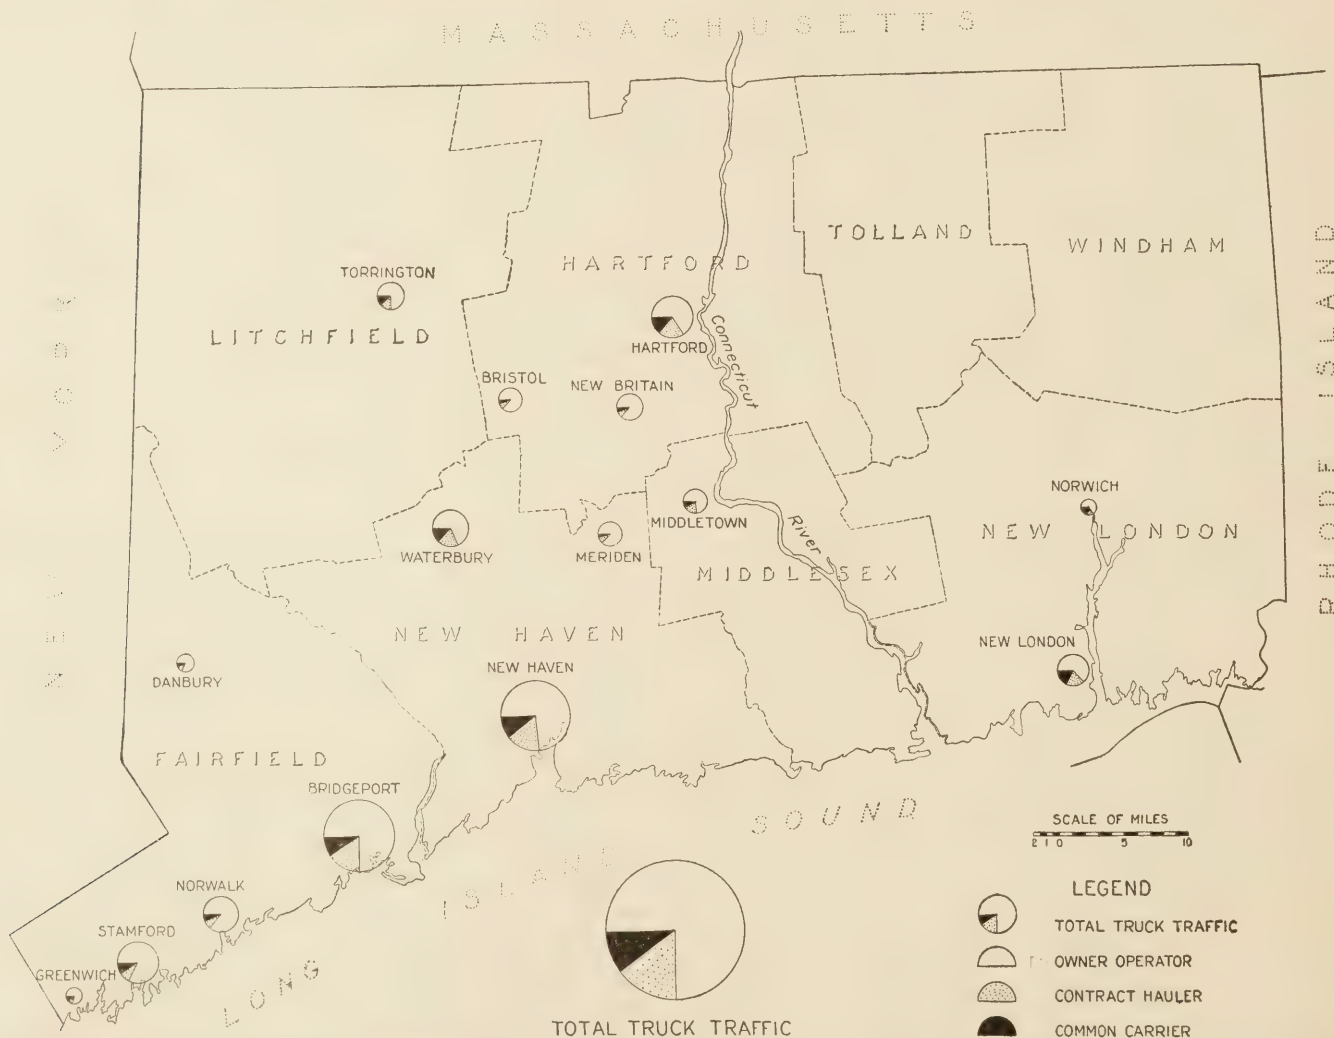 MASSACHUSETTS
TOLLAND
WINDHAM
HARTFORD
TORRINGTON
LITCHFIELD
HARTFORD
Connecticut
River
BRISTOL
NEW BRITAIN
RHODE ISLAND
NORWICH
MIDDLETOWN
WATERBURY
MERIDEN
NEW LONDON
MIDDLESEX
NEW HAVEN
NEW LONDON
NEW HAVEN
DANBURY
FAIRFIELD
BRIDGEPORT
LONG ISLAND SOUND
NORWALK
STAMFORD
GREENWICH
SCALE OF MILES
2 1 0 5 10
LEGEND
TOTAL TRUCK TRAFFIC
OWNER OPERATOR
CONTRACT HAULER
COMMON CARRIER
TOTAL TRUCK TRAFFIC